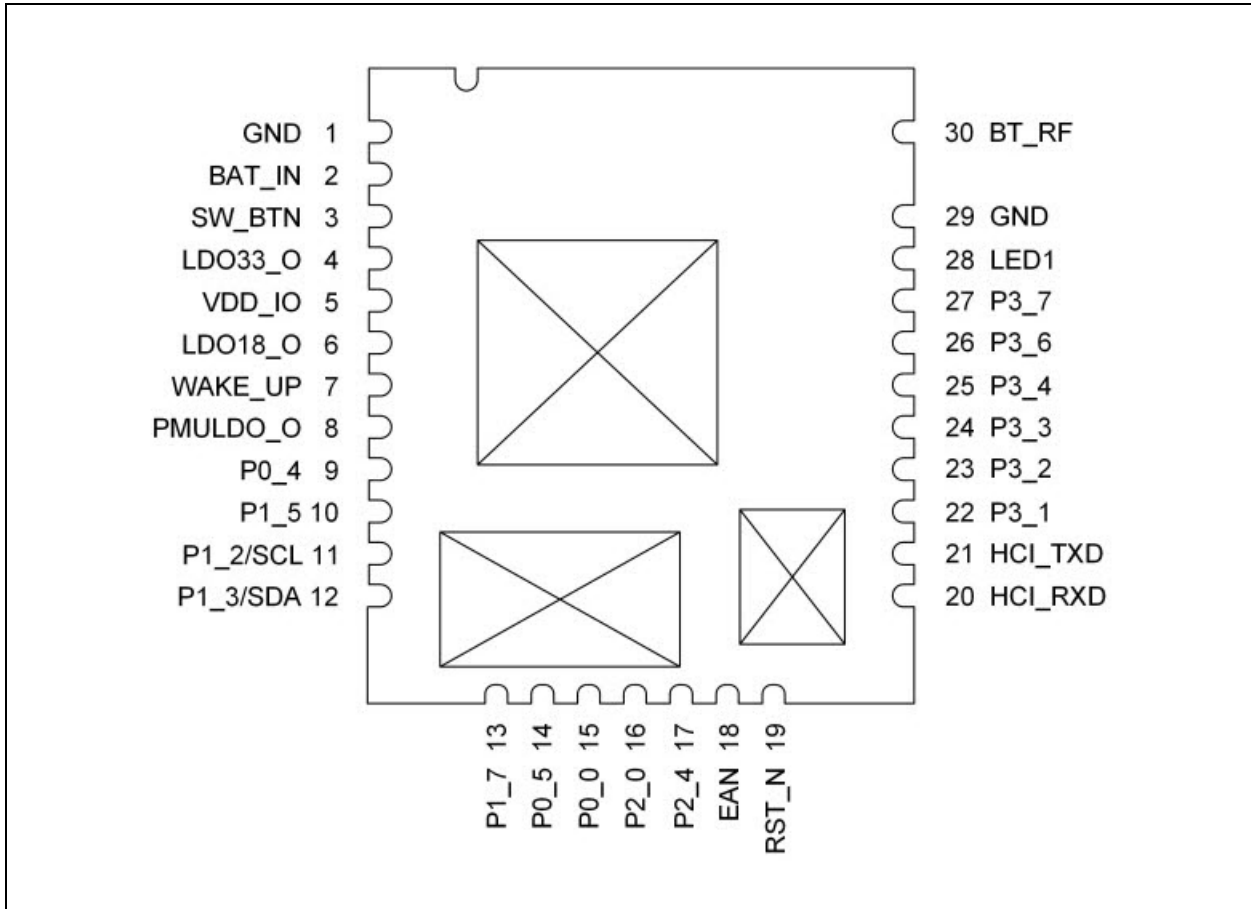 GND 1
BAT_IN 2
SW_BTN 3
LDO33_O 4
VDD_IO 5
LDO18_O 6
WAKE_UP 7
PMULDO_O 8
P0_4 9
P1_5 10
P1_2/SCL 11
P1_3/SDA 12
P1_7 13
P0_5 14
P0_0 15
P2_0 16
P2_4 17
EAN 18
RST_N 19
30 BT_RF
29 GND
28 LED1
27 P3_7
26 P3_6
25 P3_4
24 P3_3
23 P3_2
22 P3_1
21 HCI_TXD
20 HCI_RXD